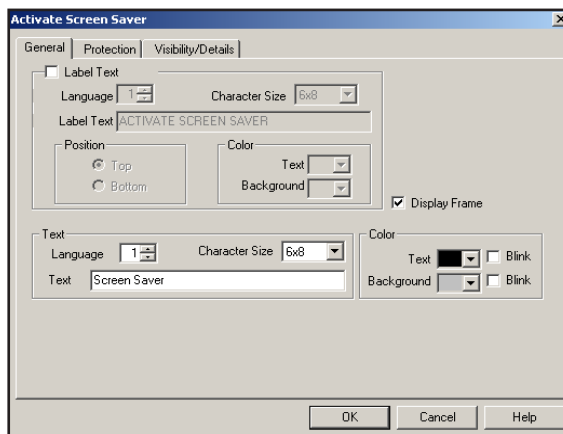 Activate Screen Saver
General Protection Visibility/Details
Label Text
Language 1 Character Size 6x8
Label Text ACTIVATE SCREEN SAVER
Position Color
Top Text
Bottom Background
Display Frame
Text Color
Language 1 Character Size 6x8 Text Blink
Text Screen Saver Background Blink
OK Cancel Help